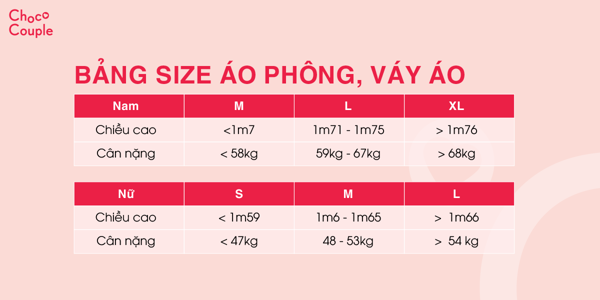 Choco
Couple
BẢNG SIZE ÁO PHÔNG, VÁY ÁO
Nam M L XL
Chiều cao <1m7 1m71 - 1m75 > 1m76
Cân nặng < 58kg 59kg - 67kg > 68kg
Nữ S M L
Chiều cao < 1m59 1m6 - 1m65 > 1m66
Cân nặng < 47kg 48 - 53kg > 54 kg